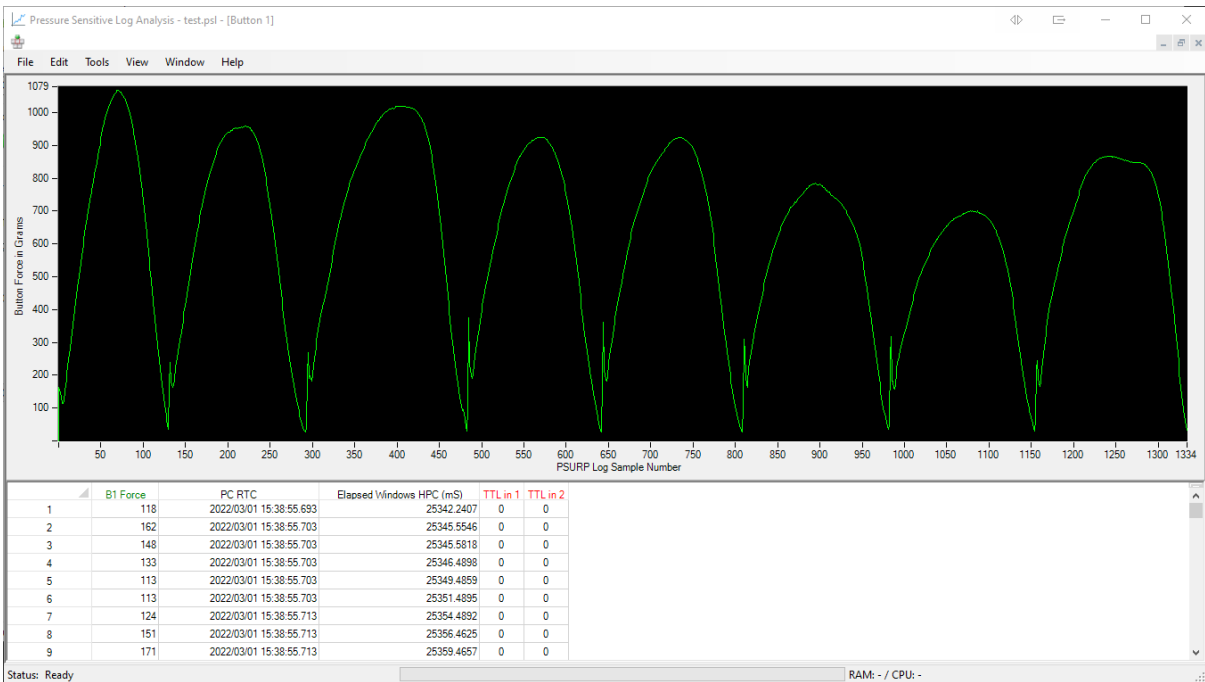 Pressure Sensitive Log Analysis - test.psl - [Button 1]
File Edit Tools View Window Help
Button Force in Grams
1079
1000
900
800
700
600
500
400
300
200
100
50 100 150 200 250 300 350 400 450 500 550 600 650 700 750 800 850 900 950 1000 1050 1100 1150 1200 1250 1300 1334
PSURP Log Sample Number
B1 Force PC RTC Elapsed Windows HPC (mS) TTL in 1 TTL in 2
1 118 2022/03/01 15:38:55.693 25342.2407 0 0
2 162 2022/03/01 15:38:55.703 25345.5546 0 0
3 148 2022/03/01 15:38:55.703 25345.5818 0 0
4 133 2022/03/01 15:38:55.703 25346.4898 0 0
5 113 2022/03/01 15:38:55.703 25349.4859 0 0
6 113 2022/03/01 15:38:55.703 25351.4895 0 0
7 124 2022/03/01 15:38:55.713 25354.4892 0 0
8 151 2022/03/01 15:38:55.713 25356.4625 0 0
9 171 2022/03/01 15:38:55.713 25359.4657 0 0
Status: Ready RAM: - / CPU: -